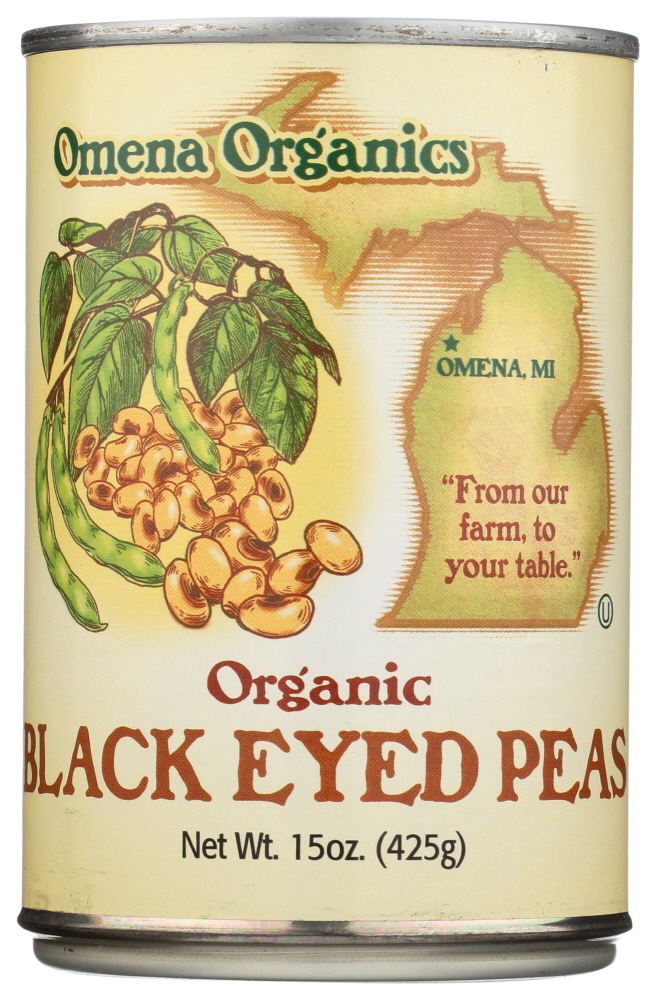 Omena Organics
OMENA, MI
“From our
farm, to
your table.”
U
Organic
BLACK EYED PEAS
Net Wt. 15oz. (425g)